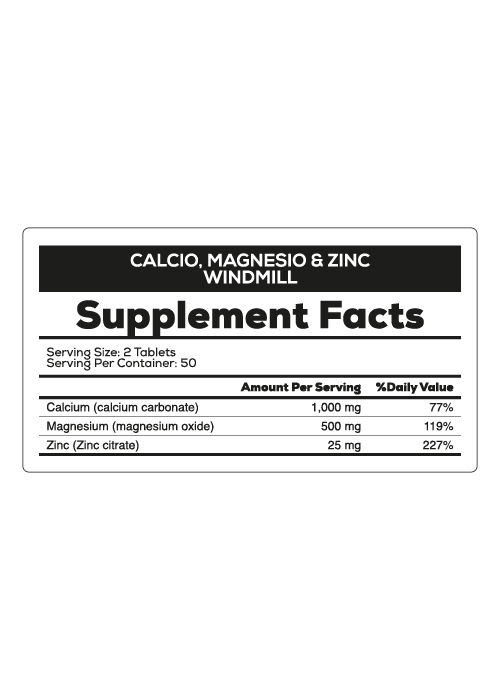 CALCIO, MAGNESIO & ZINC
WINDMILL
Supplement Facts
Serving Size: 2 Tablets
Serving Per Container: 50
Amount Per Serving %Daily Value
Calcium (calcium carbonate) 1,000 mg 77%
Magnesium (magnesium oxide) 500 mg 119%
Zinc (Zinc citrate) 25 mg 227%